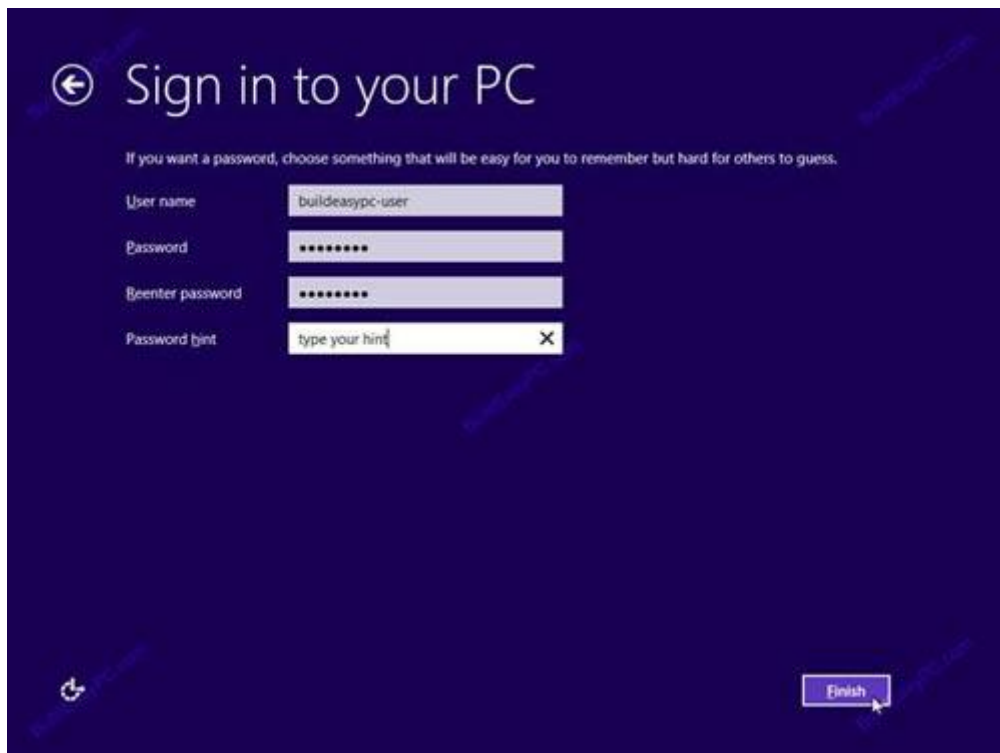 Sign in to your PC
If you want a password, choose something that will be easy for you to remember but hard for others to guess.
User name buildeasypc-user
Password ••••••••
Reenter password ••••••••
Password hint type your hint
Finish